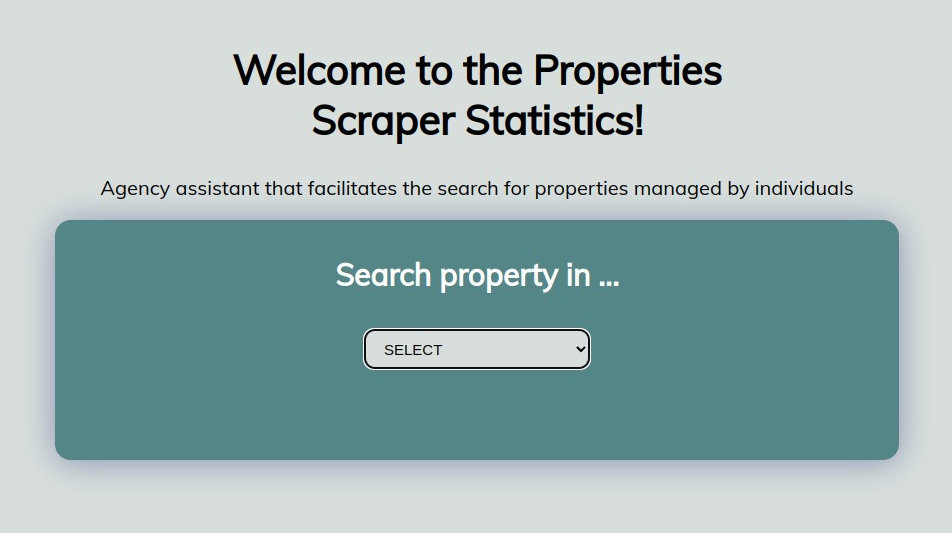 Welcome to the Properties
Scraper Statistics!
Agency assistant that facilitates the search for properties managed by individuals
Search property in ...
SELECT